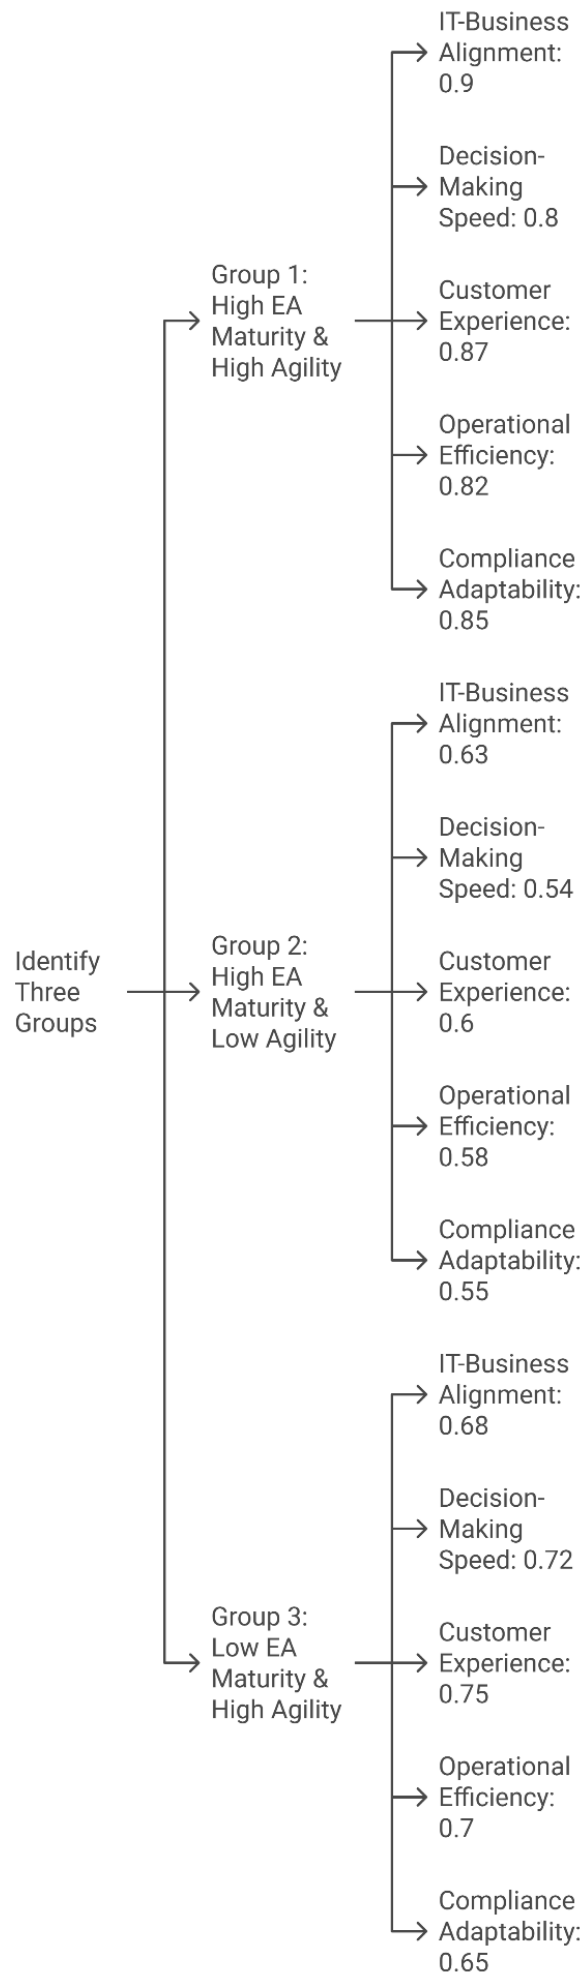 IT-Business
Alignment:
0.9
Decision-
Making
Speed: 0.8
Group 1:
High EA
Maturity &
High Agility
Customer
Experience:
0.87
Operational
Efficiency:
0.82
Compliance
Adaptability:
0.85
IT-Business
Alignment:
0.63
Decision-
Making
Speed: 0.54
Identify
Three
Groups
Group 2:
High EA
Maturity &
Low Agility
Customer
Experience:
0.6
Operational
Efficiency:
0.58
Compliance
Adaptability:
0.55
IT-Business
Alignment:
0.68
Decision-
Making
Speed: 0.72
Group 3:
Low EA
Maturity &
High Agility
Customer
Experience:
0.75
Operational
Efficiency:
0.7
Compliance
Adaptability:
0.65